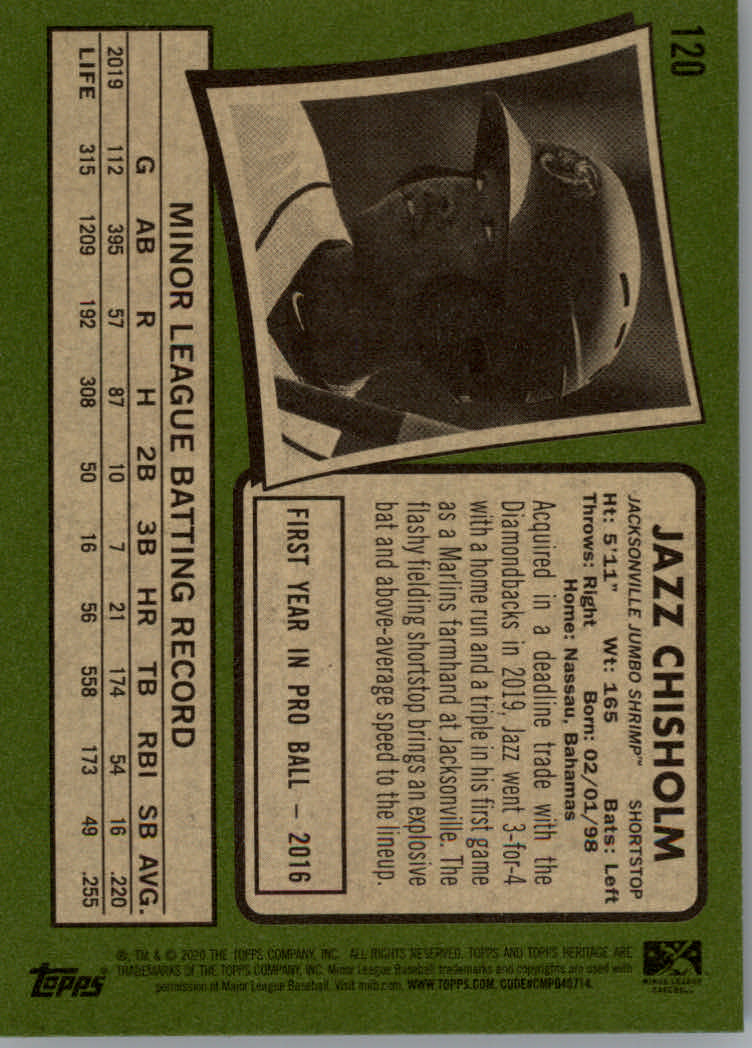 120
JAZZ CHISHOLM
JACKSONVILLE JUMBO SHRIMP™ SHORTSTOP
Ht: 5'11" Wt: 165 Bats: Left
Throws: Right Born: 02/01/98
Home: Nassau, Bahamas
Acquired in a deadline trade with the
Diamondbacks in 2019, Jazz went 3-for-4
with a home run and a triple in his first game
as a Marlins farmhand at Jacksonville. The
flashy fielding shortstop brings an explosive
bat and above-average speed to the lineup.
FIRST YEAR IN PRO BALL – 2016
MINOR LEAGUE BATTING RECORD
G AB R H 2B 3B HR TB RBI SB AVG.
2019 112 395 57 87 10 7 21 174 54 16 .220
LIFE 315 1209 192 308 50 16 56 558 173 49 .255
®, TM & © 2020 THE TOPPS COMPANY, INC. ALL RIGHTS RESERVED. TOPPS AND TOPPS HERITAGE ARE
TRADEMARKS OF THE TOPPS COMPANY, INC. Minor League Baseball trademarks and copyrights are used with
permission of Major League Baseball. Visit milb.com. WWW.TOPPS.COM. CODE#CMP040714.
MINOR LEAGUE
BASEBALL
Topps